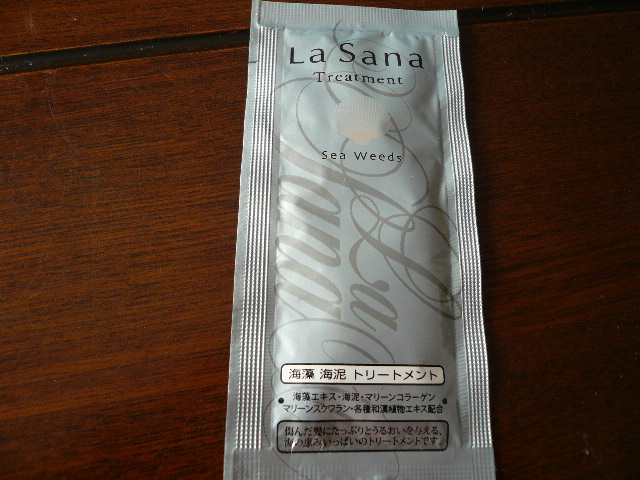 La Sana
Treatment
Sea Weeds
La Sana
海藻 海泥 トリートメント
海藻エキス・海泥・マリーンコラーゲン
マリーンスクワラン・各種和漢植物エキス配合
傷んだ髪にたっぷりとうるおいを与える、
海の恵みいっぱいのトリートメントです。